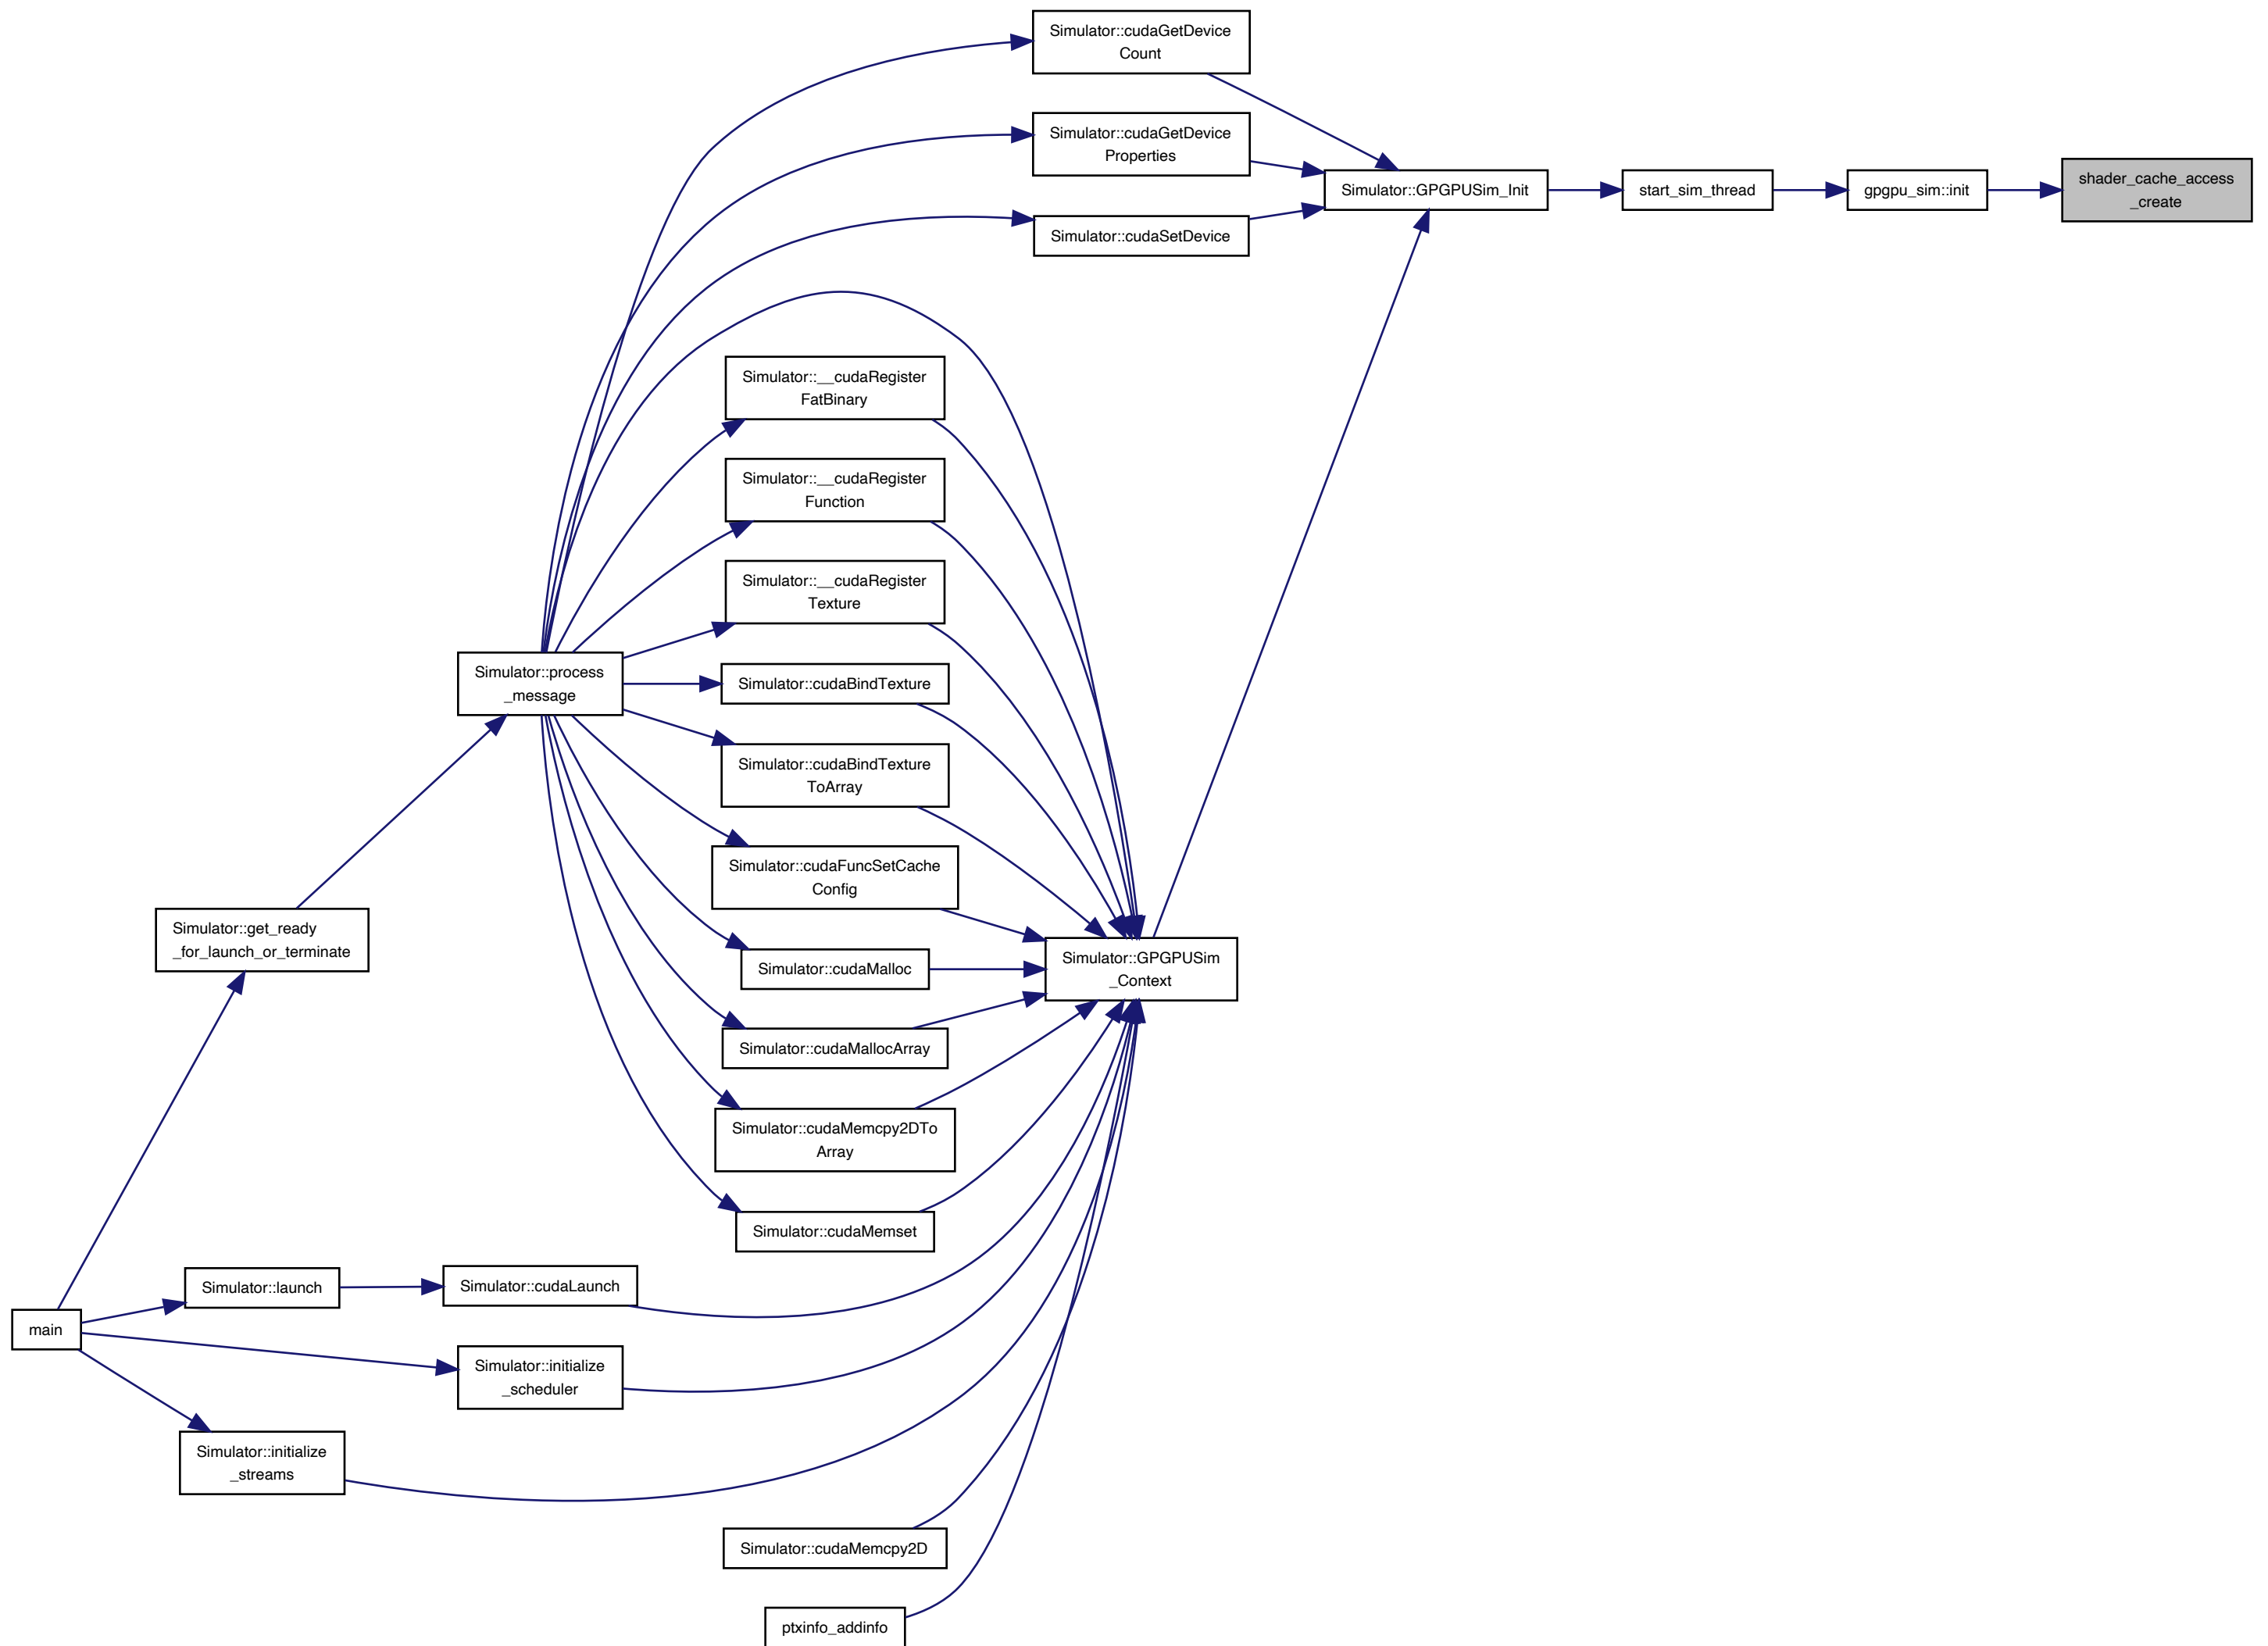 Simulator::cudaGetDevice
Count
Simulator::cudaGetDevice
Properties
Simulator::GPGPUSim_Init
start_sim_thread
gpgpu_sim::init
shader_cache_access
_create
Simulator::cudaSetDevice
Simulator::__cudaRegister
FatBinary
Simulator::__cudaRegister
Function
Simulator::__cudaRegister
Texture
Simulator::process
_message
Simulator::cudaBindTexture
Simulator::cudaBindTexture
ToArray
Simulator::cudaFuncSetCache
Config
Simulator::get_ready
_for_launch_or_terminate
Simulator::cudaMalloc
Simulator::GPGPUSim
_Context
Simulator::cudaMallocArray
Simulator::cudaMemcpy2DTo
Array
Simulator::cudaMemset
Simulator::launch
Simulator::cudaLaunch
main
Simulator::initialize
_scheduler
Simulator::initialize
_streams
Simulator::cudaMemcpy2D
ptxinfo_addinfo